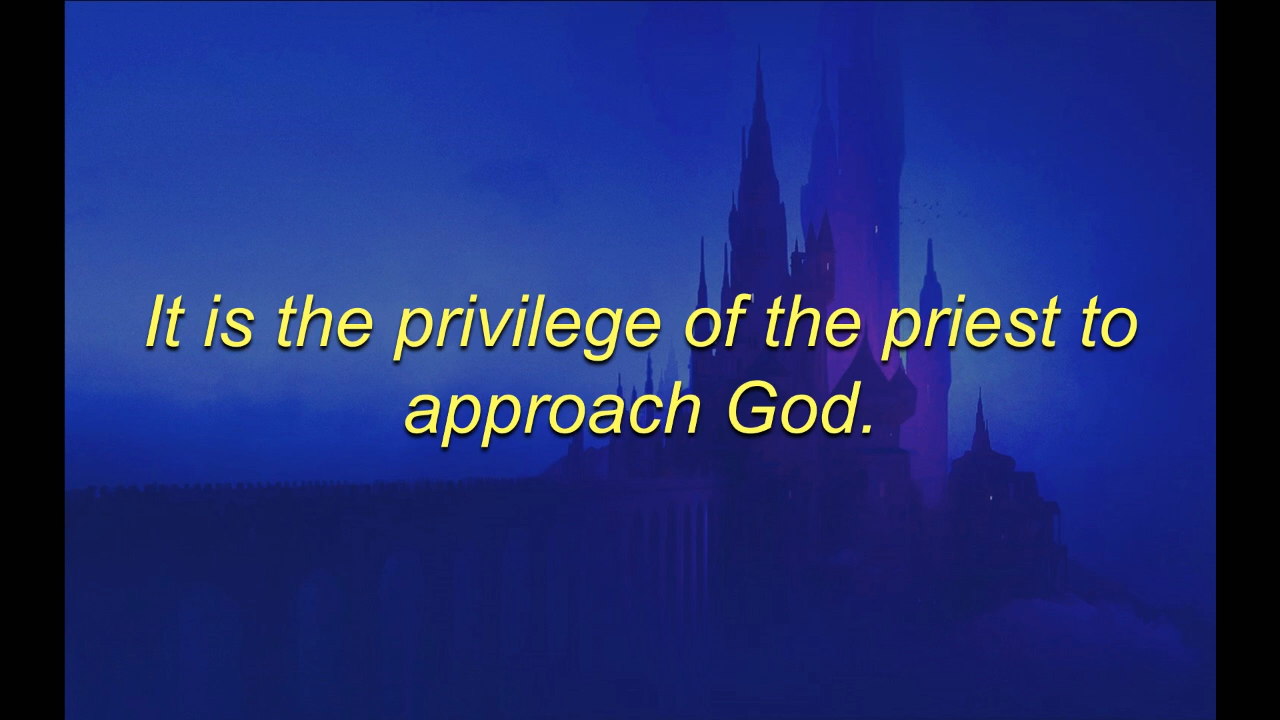 It is the privilege of the priest to
approach God.